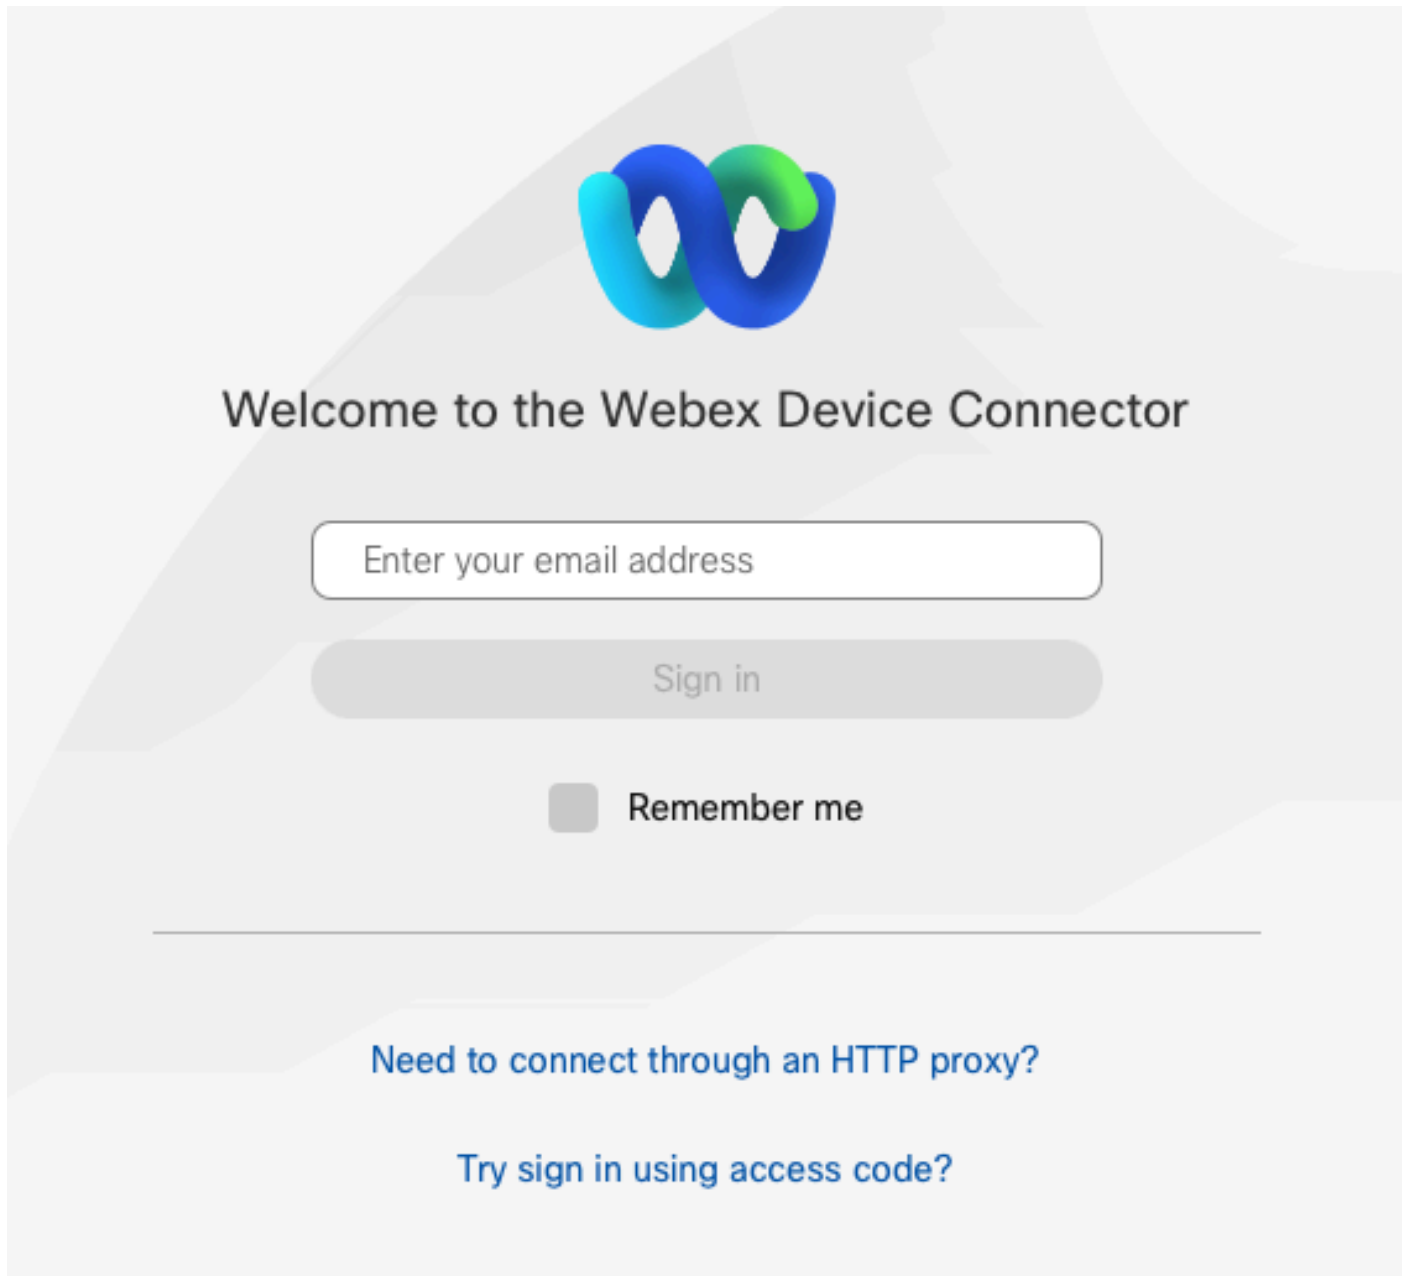 Welcome to the Webex Device Connector
Enter your email address
Sign in
Remember me
Need to connect through an HTTP proxy?
Try sign in using access code?